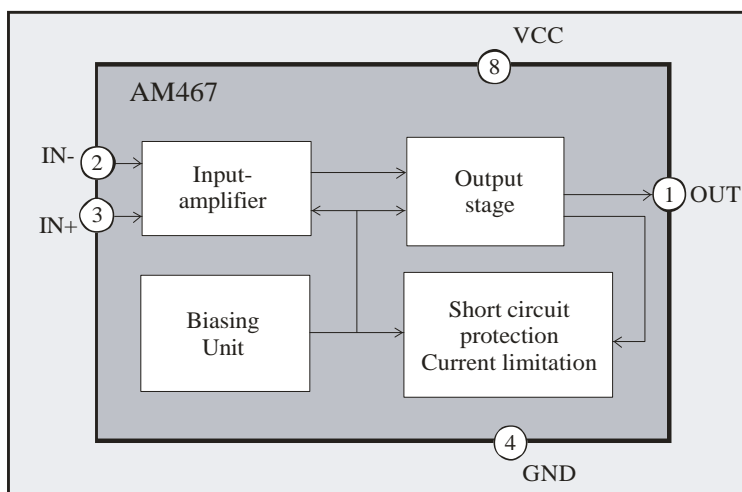 VCC
8
AM467
IN-
2
Input-
amplifier
Output
stage
1
OUT
3
IN+
Biasing
Unit
Short circuit
protection
Current limitation
4
GND